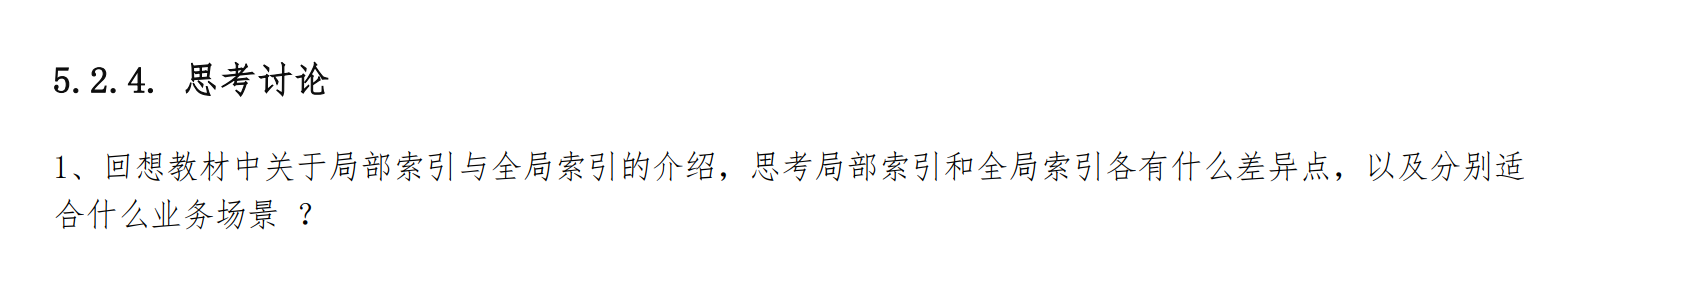 5.2.4. 思考讨论
1、回想教材中关于局部索引与全局索引的介绍，思考局部索引和全局索引各有什么差异点，以及分别适
合什么业务场景 ？